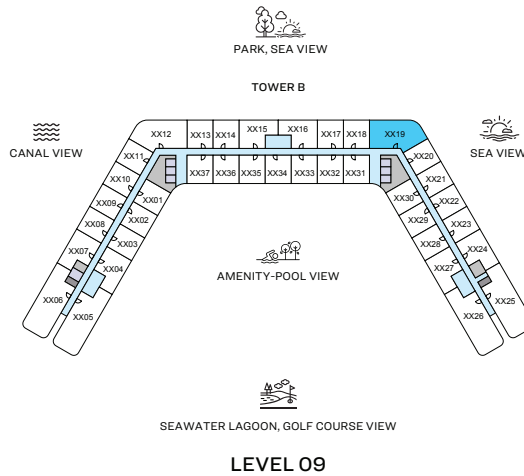 PARK, SEA VIEW
TOWER B
CANAL VIEW
SEA VIEW
XX12
XX13
XX14
XX15
XX16
XX17
XX18
XX19
XX11
XX20
XX10
XX37
XX36
XX35
XX34
XX33
XX32
XX31
XX21
XX09
XX01
XX30
XX22
XX08
XX02
XX29
XX23
XX07
XX03
XX28
XX24
XX06
XX04
XX27
XX25
XX05
XX26
AMENITY-POOL VIEW
SEAWATER LAGOON, GOLF COURSE VIEW
LEVEL 09